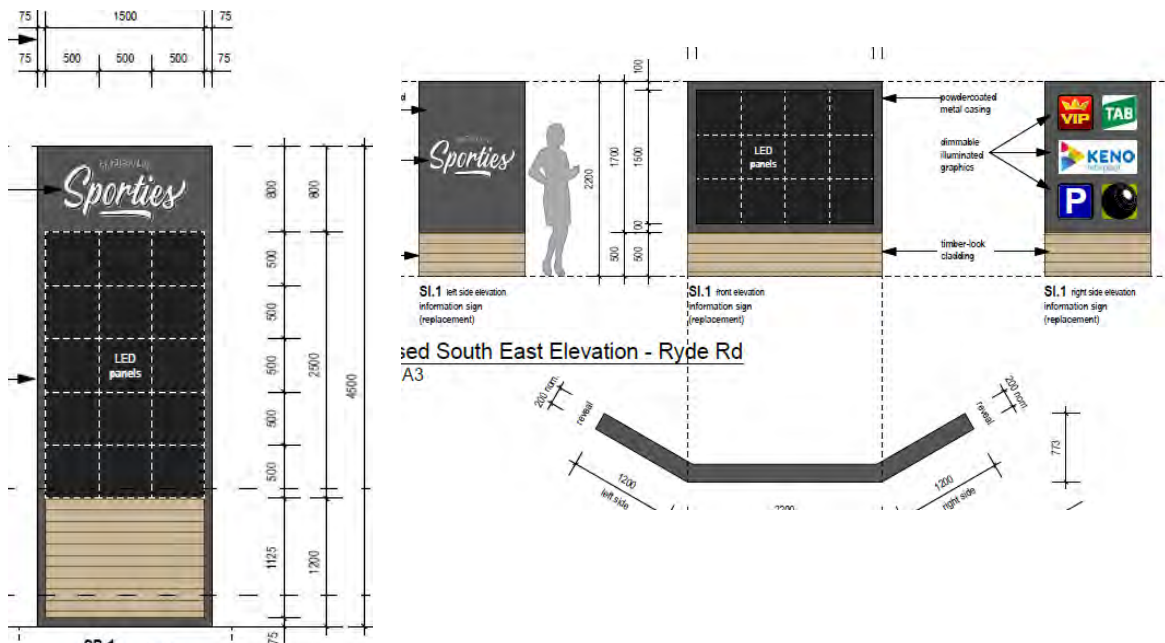 75
1500
75
75
500
500
500
75
Sporties
LED
panels
800
500
500
500
500
500
1125
75
800
2500
1200
4500
Sporties
2200
1700
500
100
1500
500
LED
panels
powdercoated
metal casing
dimmable
illuminated
graphics
timber-look
cladding
VIP
TAB
KENO
P
SI.1 left side elevation
information sign
(replacement)
SI.1 front elevation
information sign
(replacement)
SI.1 right side elevation
information sign
(replacement)
sed South East Elevation - Ryde Rd
A3
200 nom.
reveal
200 nom.
reveal
773
1200
left side
1200
right side